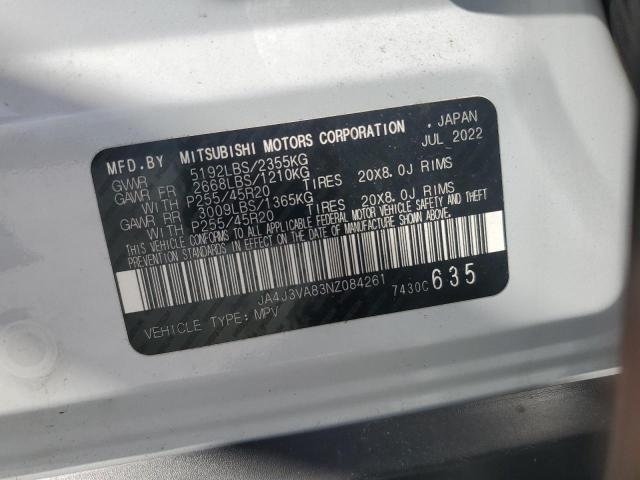 MFD.BY MITSUBISHI MOTORS CORPORATION . JAPAN
GVWR 5192LBS/2355KG JUL 2022
GAWR FR 2668LBS/1210KG
WITH P255/45R20 TIRES 20X8.0J RIMS
GAWR RR 3009LBS/1365KG
WITH P255/45R20 TIRES 20X8.0J RIMS
THIS VEHICLE CONFORMS TO ALL APPLICABLE FEDERAL MOTOR VEHICLE SAFETY AND THEFT
PREVENTION STANDARDS IN EFFECT ON THE DATE OF MANUFACTURE SHOWN ABOVE.
JA4J3VA83NZ084261 7430C 635
VEHICLE TYPE: MPV